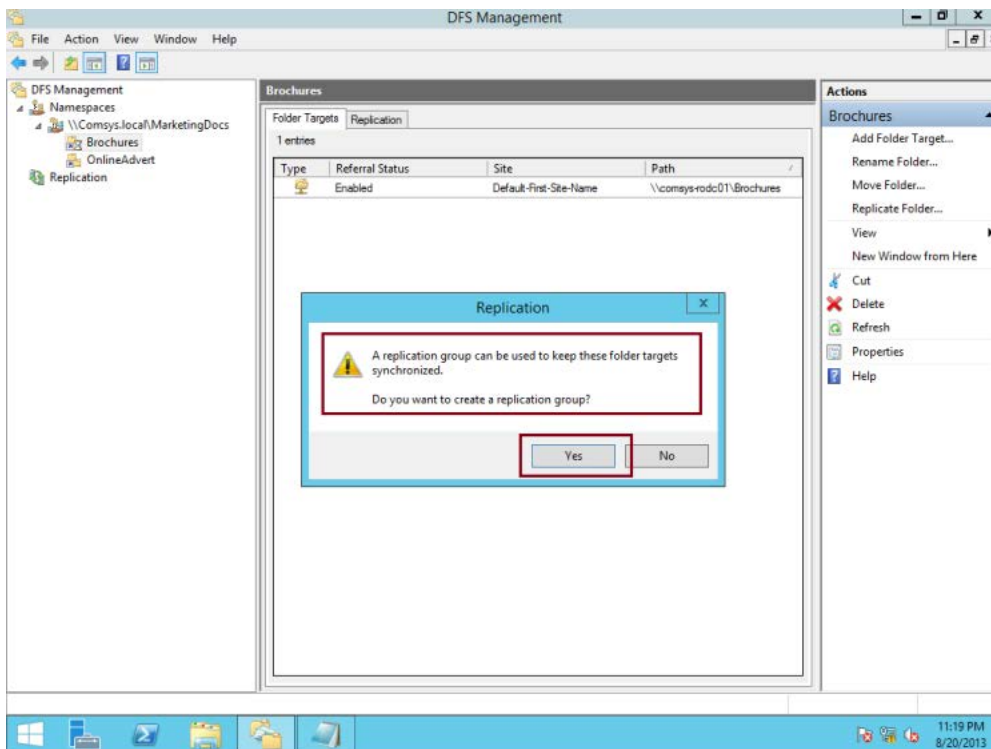 DFS Management
File Action View Window Help
DFS Management
Namespaces
\\Comsys.local\MarketingDocs
Brochures
OnlineAdvert
Replication
Brochures
Folder Targets Replication
1 entries
Type Referral Status Site Path
Enabled Default-First-Site-Name \\comsys-rodc01\Brochures
Replication
A replication group can be used to keep these folder targets
synchronized.
Do you want to create a replication group?
Yes No
Actions
Brochures
Add Folder Target...
Rename Folder...
Move Folder...
Replicate Folder...
View
New Window from Here
Cut
Delete
Refresh
Properties
Help
11:19 PM
8/20/2013